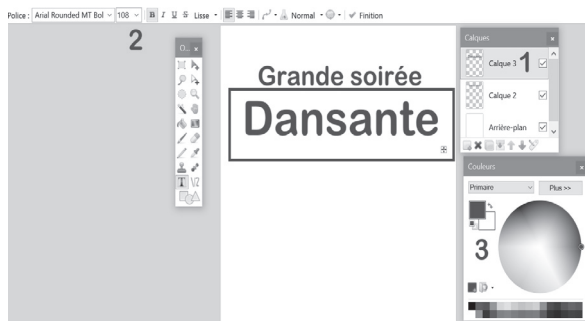 Police : Arial Rounded MT Bol 108 B I U S Lisse Normal Finition
2
O... x
Calques x
Calque 3 1
Calque 2
Arrière-plan
Grande soirée
Dansante
T
Couleurs x
Primaire Plus >>
3